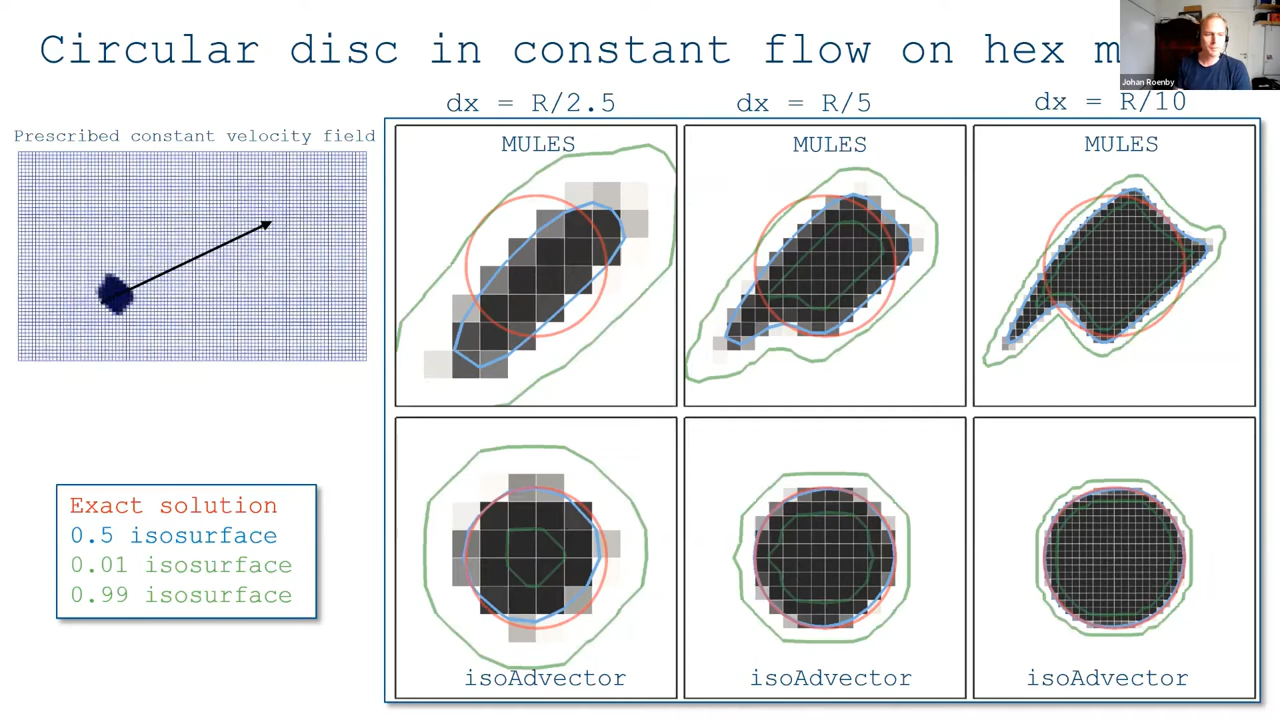 Circular disc in constant flow on hex m
Johan Roenby
dx = R/2.5
dx = R/5
dx = R/10
Prescribed constant velocity field
MULES
MULES
MULES
Exact solution
0.5 isosurface
0.01 isosurface
0.99 isosurface
isoAdvector
isoAdvector
isoAdvector